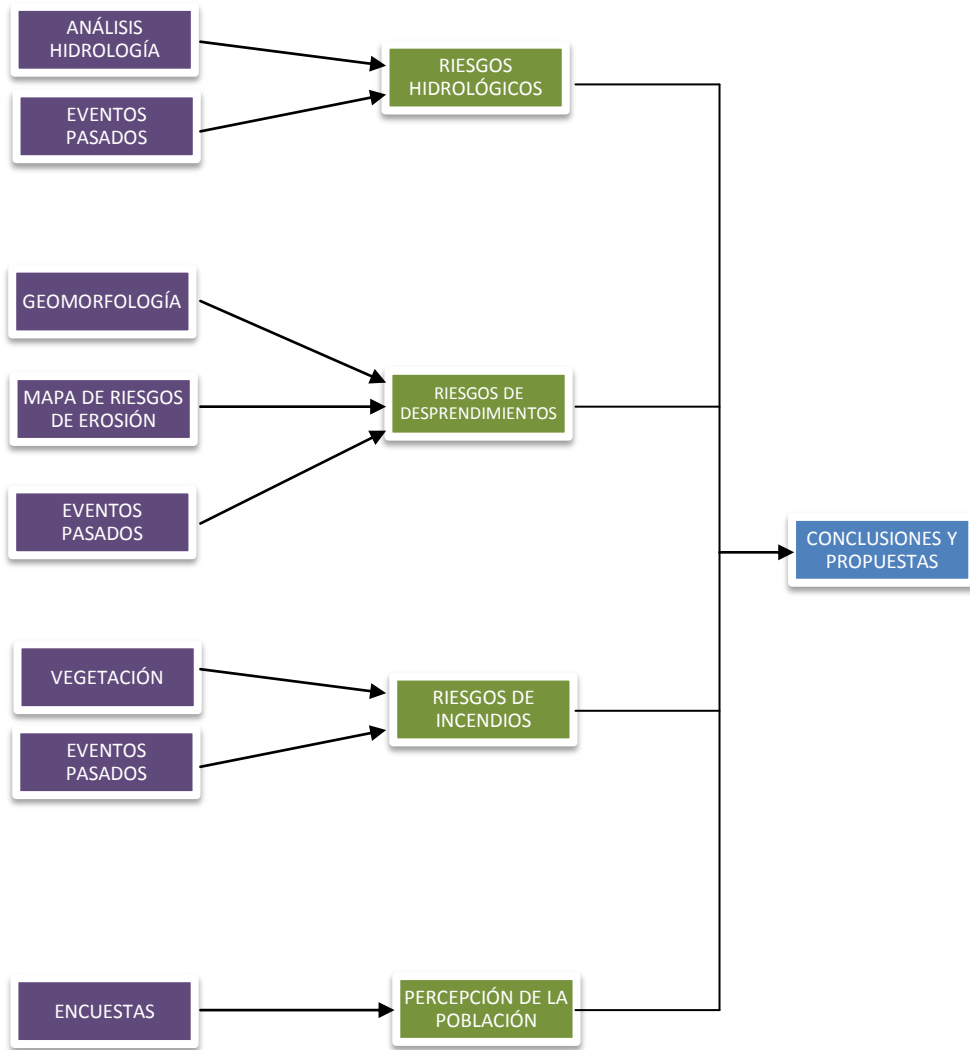 ANÁLISIS
HIDROLOGÍA
EVENTOS
PASADOS
RIESGOS
HIDROLÓGICOS
GEOMORFOLOGÍA
MAPA DE RIESGOS
DE EROSIÓN
EVENTOS
PASADOS
RIESGOS DE
DESPRENDIMIENTOS
VEGETACIÓN
EVENTOS
PASADOS
RIESGOS DE
INCENDIOS
ENCUESTAS
PERCEPCIÓN DE LA
POBLACIÓN
CONCLUSIONES Y
PROPUESTAS